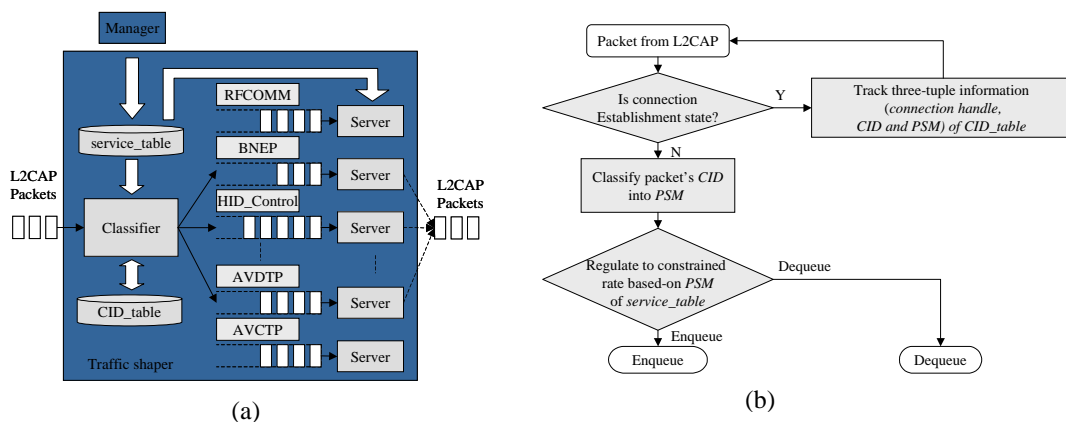 Manager
RFCOMM
Server
service_table
BNEP
Server
L2CAP
Packets
HID_Control
Classifier
Server
L2CAP
Packets
AVDTP
Server
CID_table
AVCTP
Server
Traffic shaper
(a)
Packet from L2CAP
Is connection
Establishment state?
Y
Track three-tuple information
(connection handle,
CID and PSM) of CID_table
N
Classify packet's CID
into PSM
Regulate to constrained
rate based-on PSM
of service_table
Dequeue
Enqueue
Enqueue
Dequeue
(b)